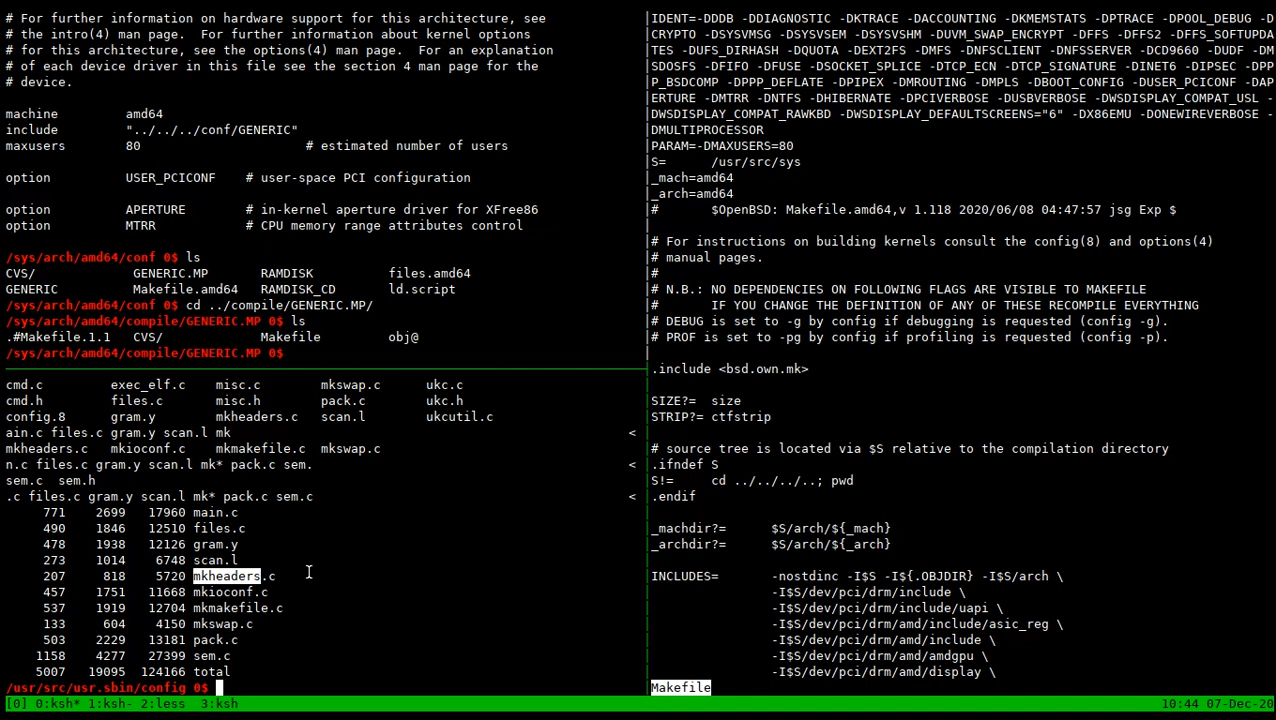 # For further information on hardware support for this architecture, see
# the intro(4) man page.  For further information about kernel options
# for this architecture, see the options(4) man page.  For an explanation
# of each device driver in this file see the section 4 man page for the
# device.
machine         amd64
include         "../../../conf/GENERIC"
maxusers        80                      # estimated number of users
option          USER_PCICONF    # user-space PCI configuration
option          APERTURE        # in-kernel aperture driver for XFree86
option          MTRR            # CPU memory range attributes control
/sys/arch/amd64/conf 0$ ls
CVS/             GENERIC.MP       RAMDISK          files.amd64
GENERIC          Makefile.amd64   RAMDISK_CD       ld.script
/sys/arch/amd64/conf 0$ cd ../compile/GENERIC.MP/
/sys/arch/amd64/compile/GENERIC.MP 0$ ls
.#Makefile.1.1   CVS/             Makefile         obj@
/sys/arch/amd64/compile/GENERIC.MP 0$
cmd.c         exec_elf.c    misc.c        mkswap.c      ukc.c
cmd.h         files.c       misc.h        pack.c        ukc.h
config.8      gram.y        mkheaders.c   scan.l        ukcutil.c
ain.c files.c gram.y scan.l mk                                                     <
mkheaders.c   mkioconf.c    mkmakefile.c  mkswap.c
n.c files.c gram.y scan.l mk* pack.c sem.                                          <
sem.c  sem.h
.c files.c gram.y scan.l mk* pack.c sem.c                                          <
     771    2699   17960 main.c
     490    1846   12510 files.c
     478    1938   12126 gram.y
     273    1014    6748 scan.l
     207     818    5720 mkheaders.c
     457    1751   11668 mkioconf.c
     537    1919   12704 mkmakefile.c
     133     604    4150 mkswap.c
     503    2229   13181 pack.c
    1158    4277   27399 sem.c
    5007   19095  124166 total
/usr/src/usr.sbin/config 0$
IDENT=-DDDB -DDIAGNOSTIC -DKTRACE -DACCOUNTING -DKMEMSTATS -DPTRACE -DPOOL_DEBUG -D
CRYPTO -DSYSVMSG -DSYSVSEM -DSYSVSHM -DUVM_SWAP_ENCRYPT -DFFS -DFFS2 -DFFS_SOFTUPDA
TES -DUFS_DIRHASH -DQUOTA -DEXT2FS -DMFS -DNFSCLIENT -DNFSSERVER -DCD9660 -DUDF -DM
SDOSFS -DFIFO -DFUSE -DSOCKET_SPLICE -DTCP_ECN -DTCP_SIGNATURE -DINET6 -DIPSEC -DPP
P_BSDCOMP -DPPP_DEFLATE -DPIPEX -DMROUTING -DMPLS -DBOOT_CONFIG -DUSER_PCICONF -DAP
ERTURE -DMTRR -DNTFS -DHIBERNATE -DPCIVERBOSE -DUSBVERBOSE -DWSDISPLAY_COMPAT_USL -
DWSDISPLAY_COMPAT_RAWKBD -DWSDISPLAY_DEFAULTSCREENS="6" -DX86EMU -DONEWIREVERBOSE -
DMULTIPROCESSOR
PARAM=-DMAXUSERS=80
S=      /usr/src/sys
_mach=amd64
_arch=amd64
#       $OpenBSD: Makefile.amd64,v 1.118 2020/06/08 04:47:57 jsg Exp $
# For instructions on building kernels consult the config(8) and options(4)
# manual pages.
#
# N.B.: NO DEPENDENCIES ON FOLLOWING FLAGS ARE VISIBLE TO MAKEFILE
#       IF YOU CHANGE THE DEFINITION OF ANY OF THESE RECOMPILE EVERYTHING
# DEBUG is set to -g by config if debugging is requested (config -g).
# PROF is set to -pg by config if profiling is requested (config -p).
.include <bsd.own.mk>
SIZE?=  size
STRIP?= ctfstrip
# source tree is located via $S relative to the compilation directory
.ifndef S
S!=     cd ../../../..; pwd
.endif
_machdir?=      $S/arch/${_mach}
_archdir?=      $S/arch/${_arch}
INCLUDES=       -nostdinc -I$S -I${.OBJDIR} -I$S/arch \
                -I$S/dev/pci/drm/include \
                -I$S/dev/pci/drm/include/uapi \
                -I$S/dev/pci/drm/amd/include/asic_reg \
                -I$S/dev/pci/drm/amd/include \
                -I$S/dev/pci/drm/amd/amdgpu \
                -I$S/dev/pci/drm/amd/display \
Makefile
[0] 0:ksh* 1:ksh- 2:less  3:ksh                                   10:44 07-Dec-20